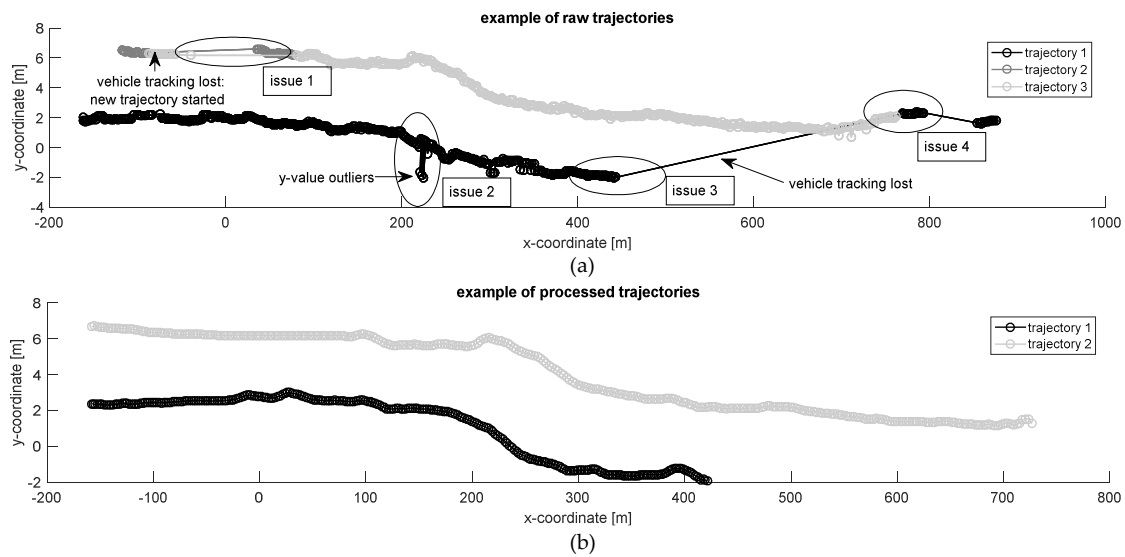 example of raw trajectories
8
6
4
2
0
-2
-4
y-coordinate [m]
vehicle tracking lost:
new trajectory started
issue 1
y-value outliers
issue 2
issue 3
vehicle tracking lost
issue 4
trajectory 1
trajectory 2
trajectory 3
-200 0 200 400 600 800 1000
x-coordinate [m]
(a)
example of processed trajectories
8
6
4
2
0
-2
y-coordinate [m]
trajectory 1
trajectory 2
-200 -100 0 100 200 300 400 500 600 700 800
x-coordinate [m]
(b)